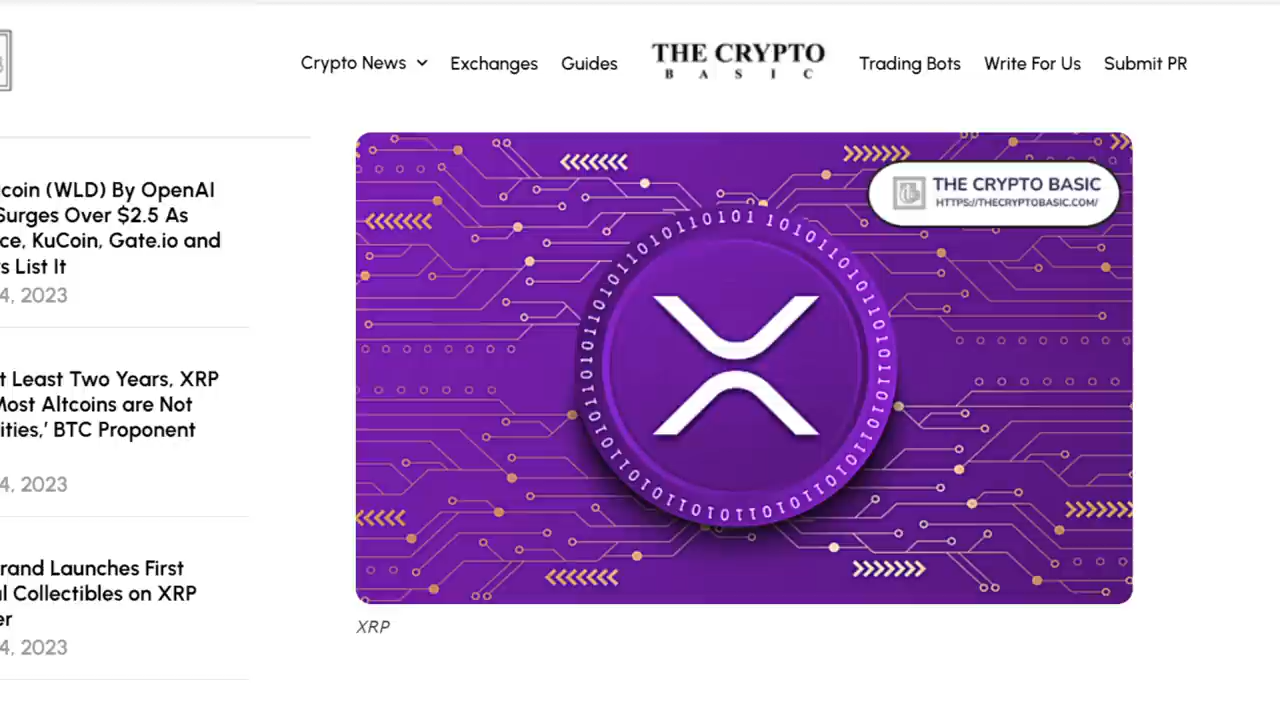 Crypto News
Exchanges
Guides
THE CRYPTO
BASIC
Trading Bots
Write For Us
Submit PR
coin (WLD) By OpenAI
Surges Over $2.5 As
ce, KuCoin, Gate.io and
s List It
4, 2023
t Least Two Years, XRP
Most Altcoins are Not
ities,’ BTC Proponent
4, 2023
rand Launches First
l Collectibles on XRP
er
4, 2023
THE CRYPTO BASIC
HTTPS://THECRYPTOBASIC.COM/
XRP